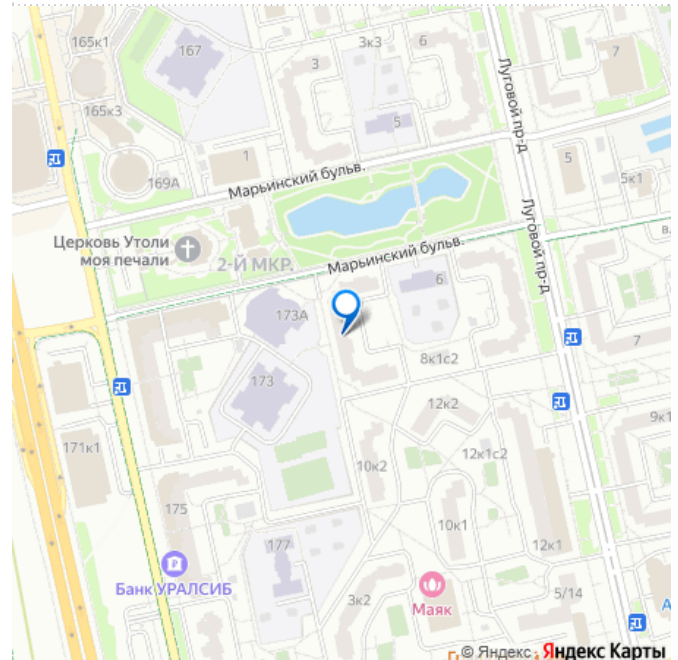 165к1
167
3к3
6
3
7
165к3
5
Луговой пр-д
1
5
169А
Марьинский бульв.
5к1
Церковь Утоли
моя печали
2-Й МКР.
Марьинский бульв.
Луговой пр-д
173А
6
7
8к1с2
173
12к2
9к1
171к1
12к1с2
10к2
175
10к1
177
12к1
Банк УРАЛСИБ
3к2
Маяк
5/14
А
© Яндекс
Яндекс Карты